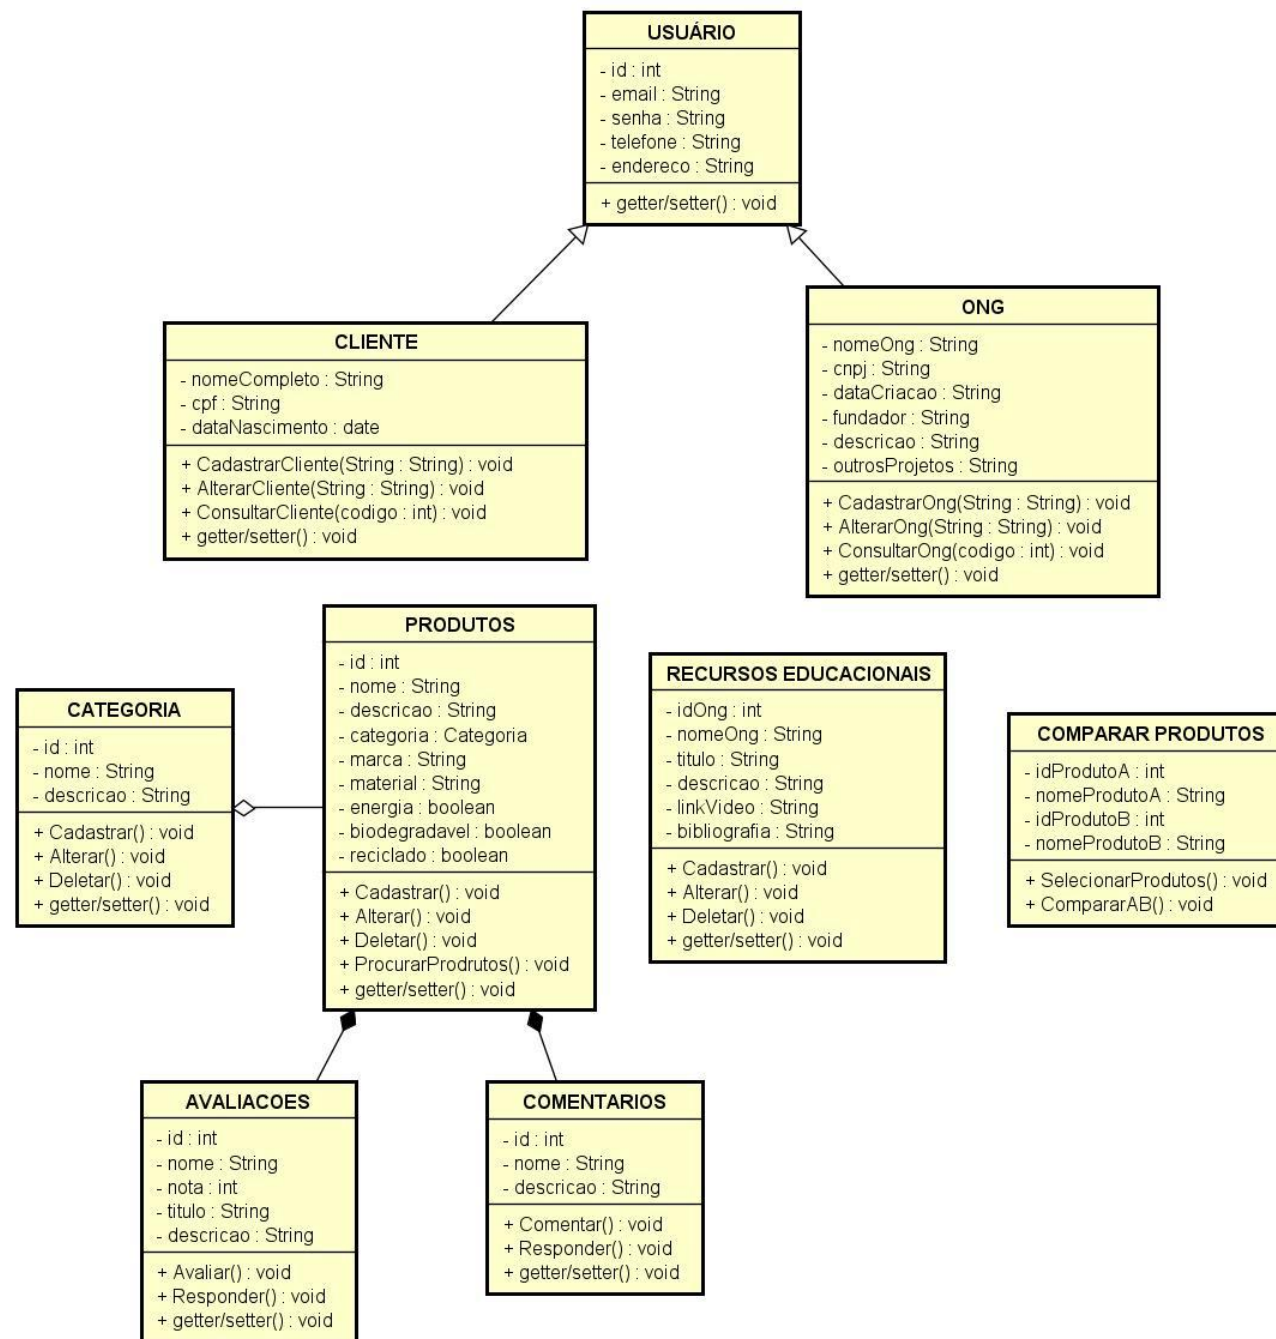 USUÁRIO
- id : int
- email : String
- senha : String
- telefone : String
- endereco : String
+ getter/setter() : void
CLIENTE
- nomeCompleto : String
- cpf : String
- dataNascimento : date
+ CadastrarCliente(String : String) : void
+ AlterarCliente(String : String) : void
+ ConsultarCliente(codigo : int) : void
+ getter/setter() : void
ONG
- nomeOng : String
- cnpj : String
- dataCriacao : String
- fundador : String
- descricao : String
- outrosProjetos : String
+ CadastrarOng(String : String) : void
+ AlterarOng(String : String) : void
+ ConsultarOng(codigo : int) : void
+ getter/setter() : void
CATEGORIA
- id : int
- nome : String
- descricao : String
+ Cadastrar() : void
+ Alterar() : void
+ Deletar() : void
+ getter/setter() : void
PRODUTOS
- id : int
- nome : String
- descricao : String
- categoria : Categoria
- marca : String
- material : String
- energia : boolean
- biodegradavel : boolean
- reciclado : boolean
+ Cadastrar() : void
+ Alterar() : void
+ Deletar() : void
+ ProcurarProdrutos() : void
+ getter/setter() : void
RECURSOS EDUCACIONAIS
- idOng : int
- nomeOng : String
- titulo : String
- descricao : String
- linkVideo : String
- bibliografia : String
+ Cadastrar() : void
+ Alterar() : void
+ Deletar() : void
+ getter/setter() : void
COMPARAR PRODUTOS
- idProdutoA : int
- nomeProdutoA : String
- idProdutoB : int
- nomeProdutoB : String
+ SelecionarProdutos() : void
+ CompararAB() : void
AVALIACOES
- id : int
- nome : String
- nota : int
- titulo : String
- descricao : String
+ Avaliar() : void
+ Responder() : void
+ getter/setter() : void
COMENTARIOS
- id : int
- nome : String
- descricao : String
+ Comentar() : void
+ Responder() : void
+ getter/setter() : void